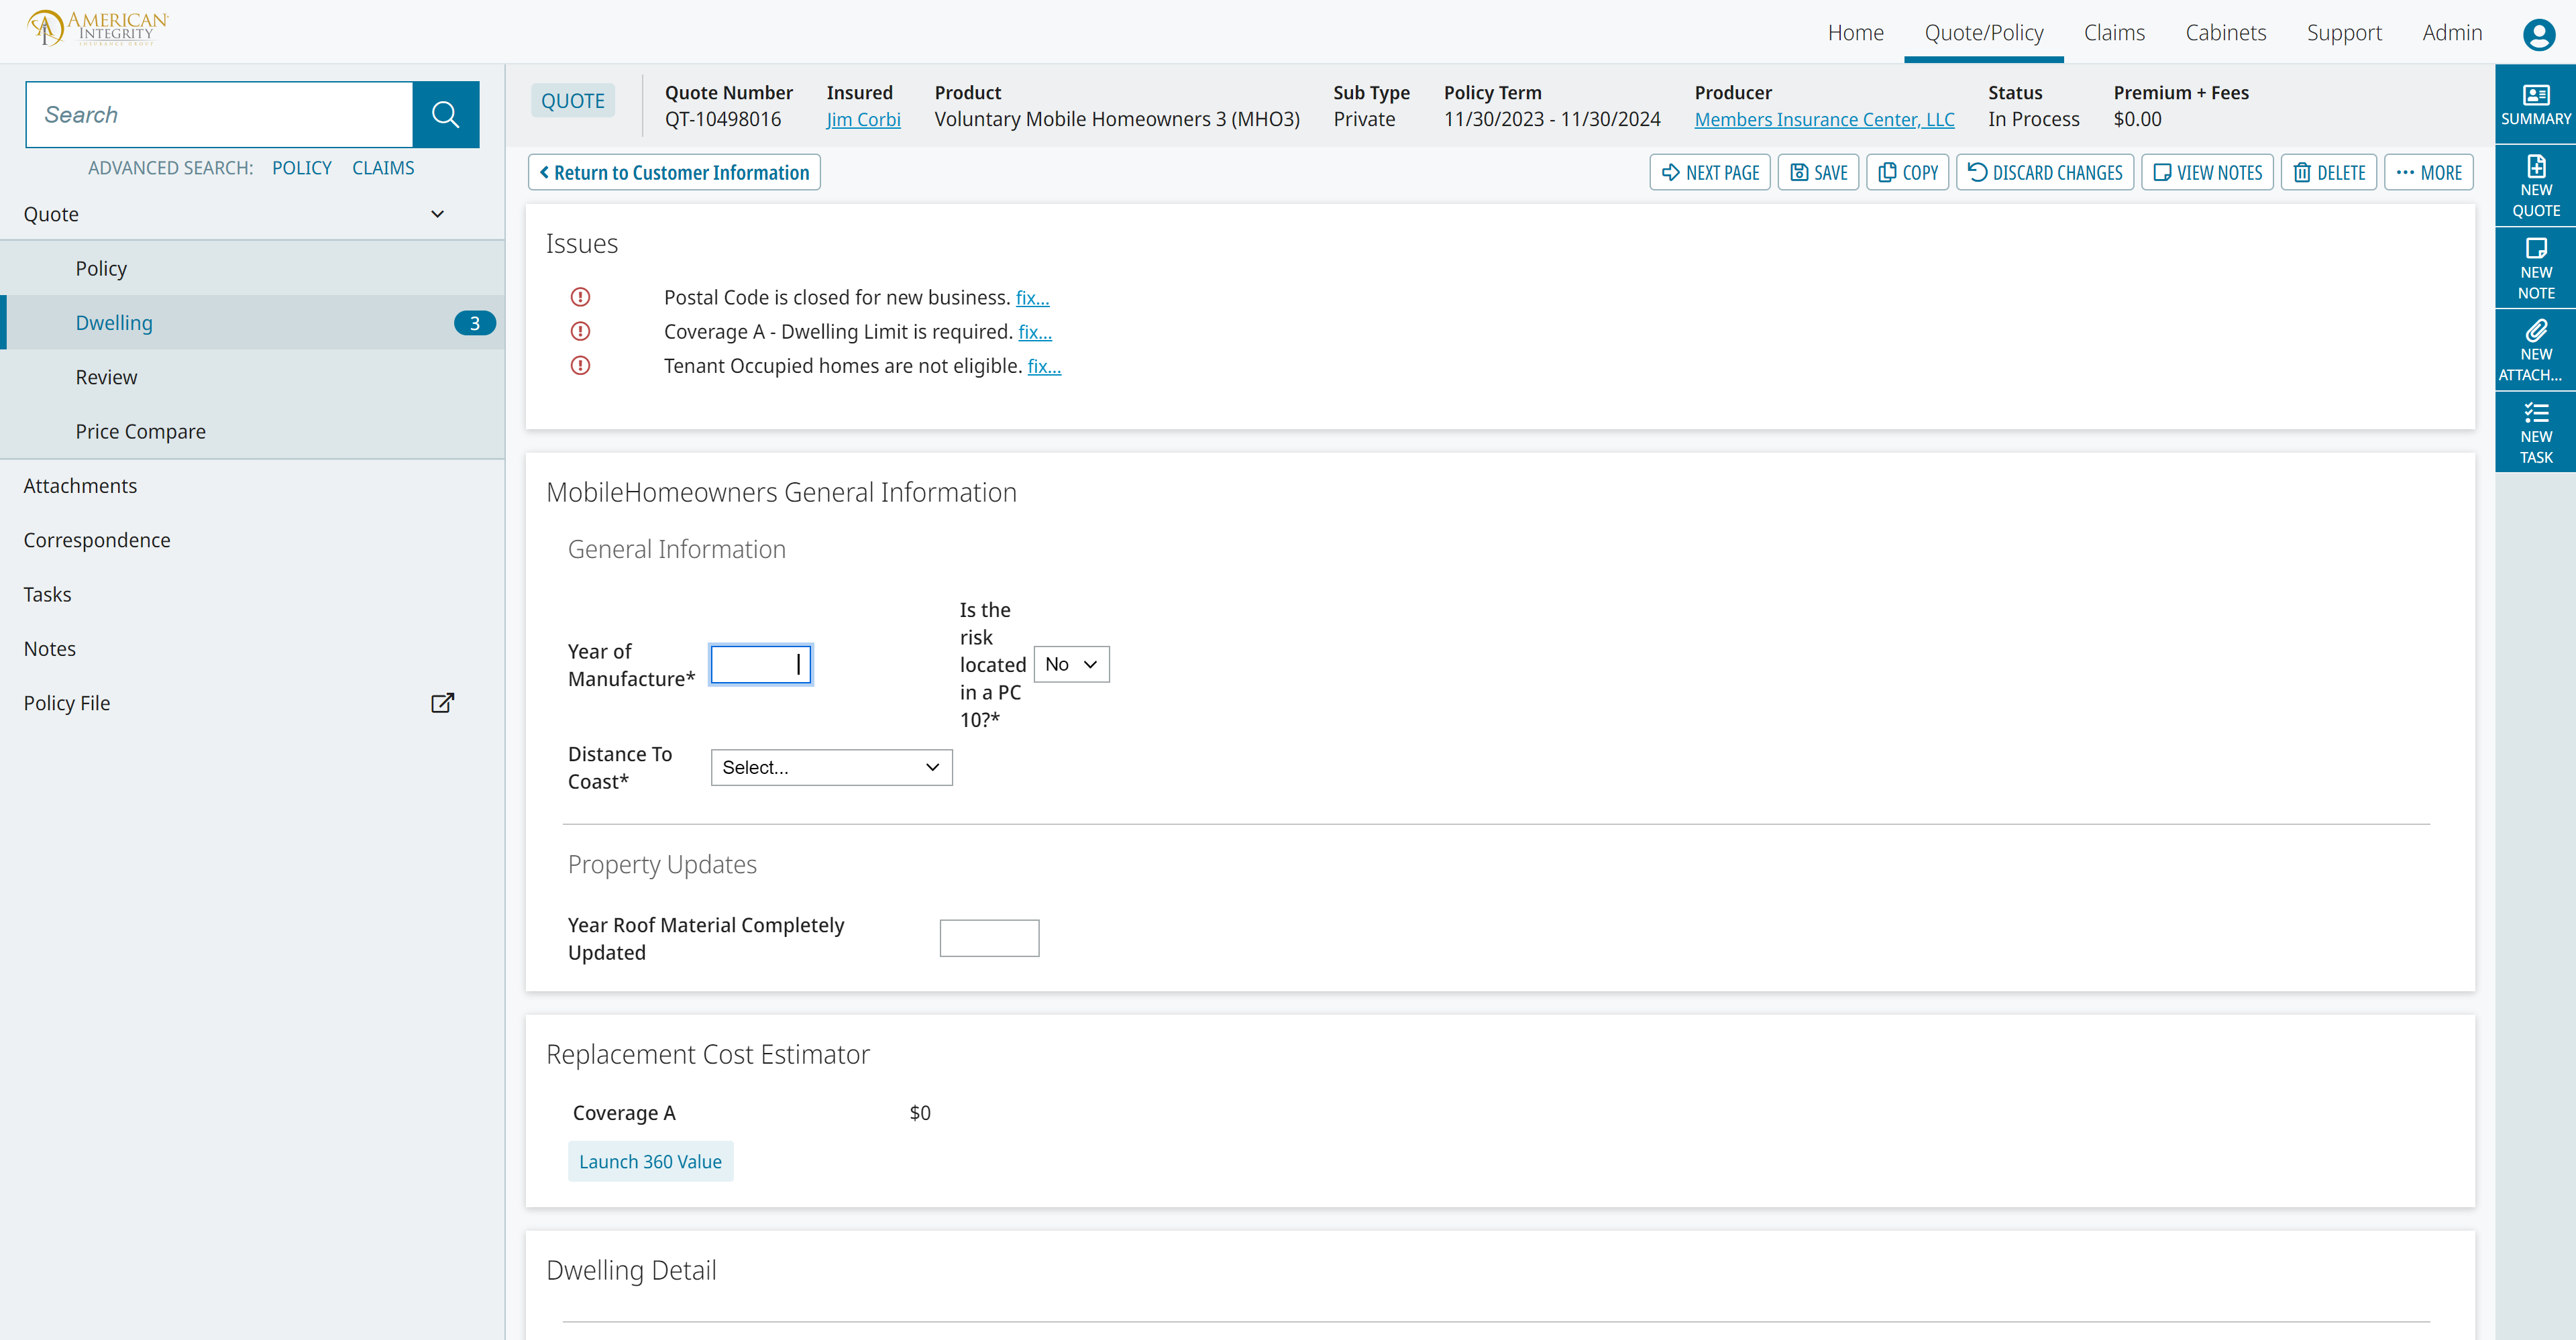 AMERICAN
INTEGRITY
INSURANCE GROUP
Home
Quote/Policy
Claims
Cabinets
Support
Admin
Search
ADVANCED SEARCH: POLICY CLAIMS
Quote
Policy
Dwelling 3
Review
Price Compare
Attachments
Correspondence
Tasks
Notes
Policy File
QUOTE
Quote Number
QT-10498016
Insured
Jim Corbi
Product
Voluntary Mobile Homeowners 3 (MHO3)
Sub Type
Private
Policy Term
11/30/2023 - 11/30/2024
Producer
Members Insurance Center, LLC
Status
In Process
Premium + Fees
$0.00
Return to Customer Information
NEXT PAGE
SAVE
COPY
DISCARD CHANGES
VIEW NOTES
DELETE
MORE
Issues
Postal Code is closed for new business. fix...
Coverage A - Dwelling Limit is required. fix...
Tenant Occupied homes are not eligible. fix...
MobileHomeowners General Information
General Information
Year of
Manufacture*
Is the
risk
located
in a PC
10?*
No
Distance To
Coast*
Select...
Property Updates
Year Roof Material Completely
Updated
Replacement Cost Estimator
Coverage A $0
Launch 360 Value
Dwelling Detail
SUMMARY
NEW
QUOTE
NEW
NOTE
NEW
ATTACH...
NEW
TASK